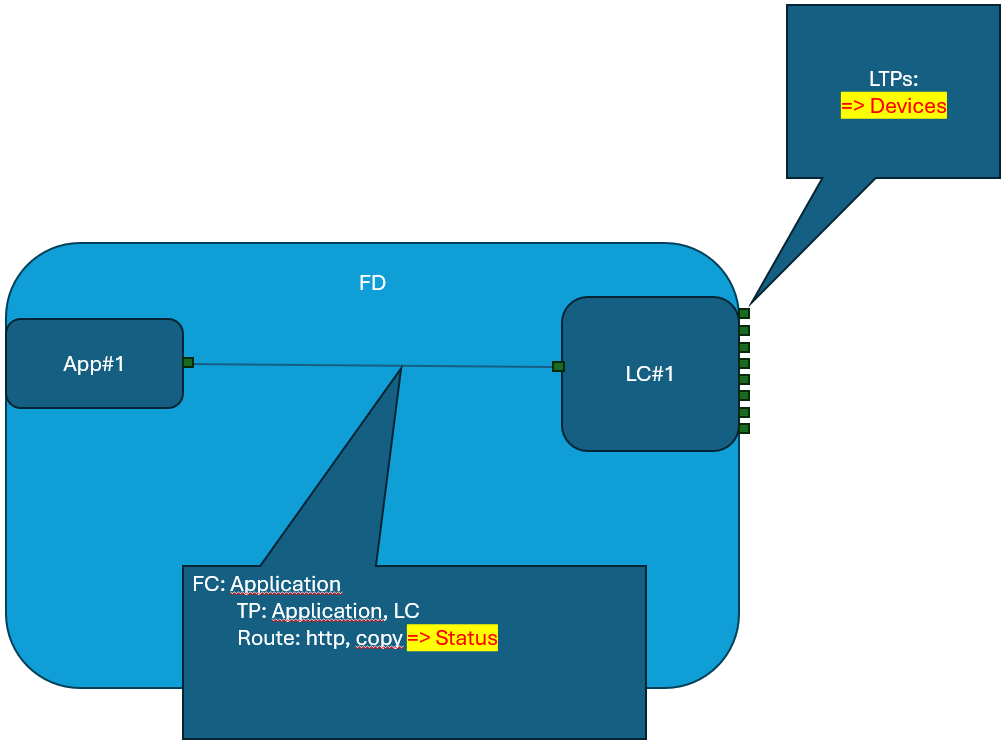 LTPs:
=> Devices
FD
App#1
LC#1
FC: Application
TP: Application, LC
Route: http, copy => Status